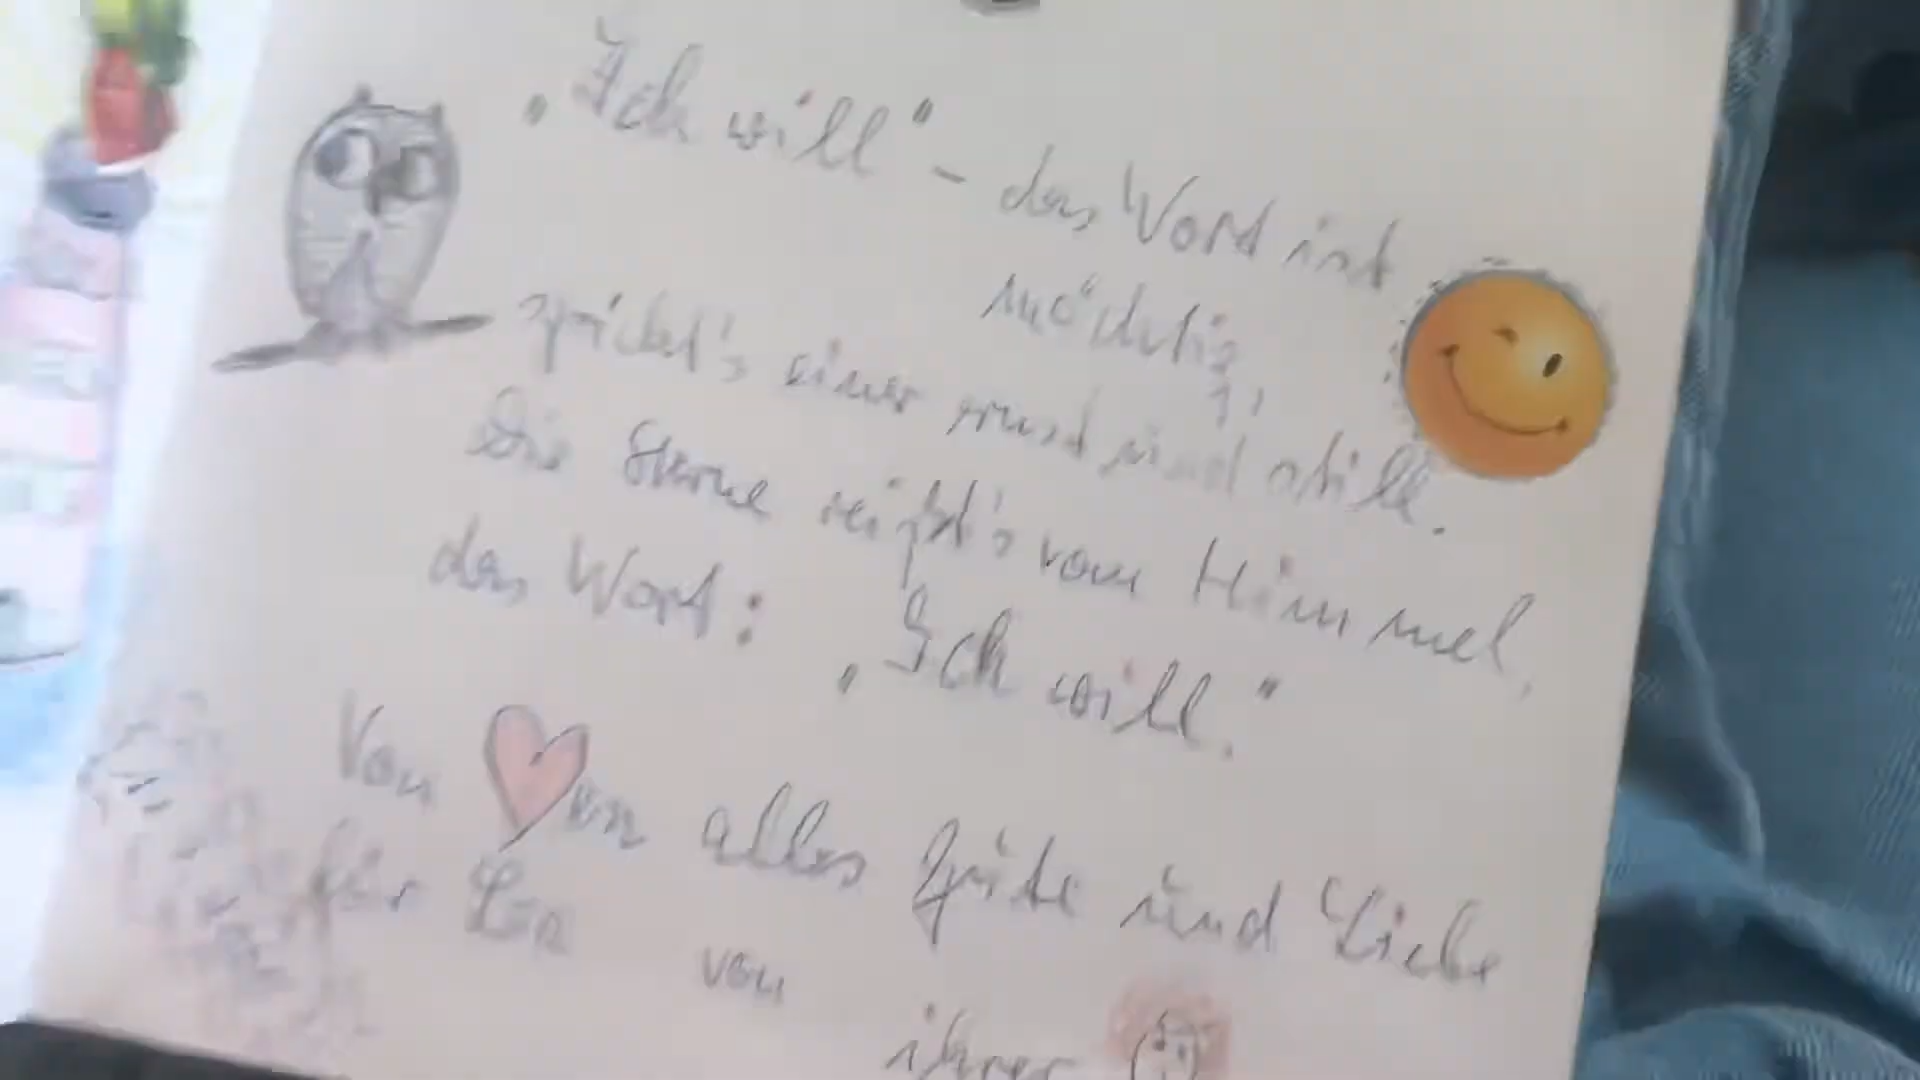 „Ich will" – das Wort ist
mächtig,
spricht's einer ernst und still.
Die Sterne reißt's vom Himmel,
das Wort: „Ich will."
Von ❤en alles Gute und Liebe
für
von
ihrer